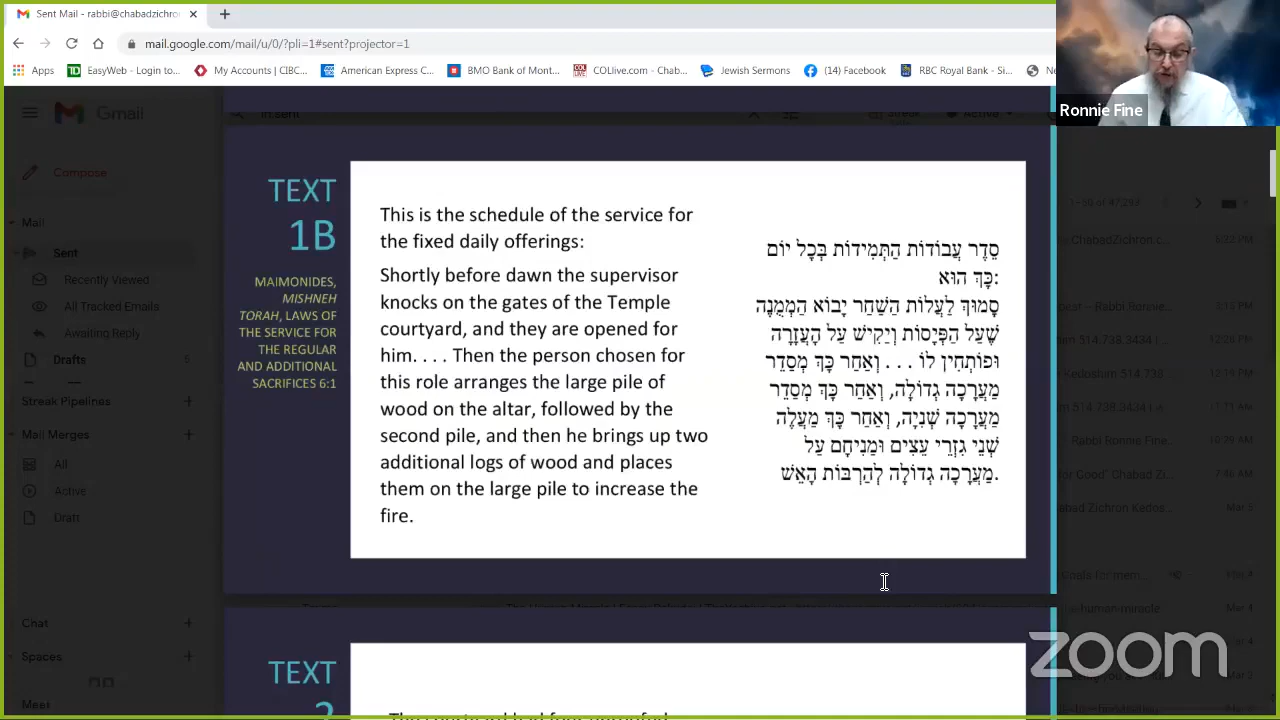 Sent Mail - rabbi@chabadzichron
mail.google.com/mail/u/0/?pli=1#sent?projector=1
Apps
EasyWeb - Login to...
My Accounts | CIBC...
American Express C...
BMO Bank of Mont...
COLlive.com - Chab...
Jewish Sermons
(14) Facebook
RBC Royal Bank - Si...
Ronnie Fine
Gmail
in:sent
Active
Compose
Mail
Sent
Recently Viewed
All Tracked Emails
Awaiting Reply
Drafts 5
Streak Pipelines
Mail Merges
All
Active
Draft
Chat
Spaces
Meet
TEXT
1B
MAIMONIDES,
MISHNEH
TORAH, LAWS OF
THE SERVICE FOR
THE REGULAR
AND ADDITIONAL
SACRIFICES 6:1
This is the schedule of the service for
the fixed daily offerings:
Shortly before dawn the supervisor
knocks on the gates of the Temple
courtyard, and they are opened for
him. . . . Then the person chosen for
this role arranges the large pile of
wood on the altar, followed by the
second pile, and then he brings up two
additional logs of wood and places
them on the large pile to increase the
fire.
סֵדֶר עֲבוֹדוֹת הַתְּמִידוֹת בְּכָל יוֹם
כָּךְ הוּא:
סָמוּךְ לַעֲלוֹת הַשַּׁחַר יָבוֹא הַמְמֻנֶּה
שֶׁעַל הַפְּיָסוֹת וְיַקִּישׁ עַל הָעֲזָרָה
וּפוֹתְחִין לוֹ . . . וְאַחַר כָּךְ מְסַדֵּר
מַעֲרָכָה גְדוֹלָה, וְאַחַר כָּךְ מְסַדֵּר
מַעֲרָכָה שְׁנִיָּה, וְאַחַר כָּךְ מַעֲלֶה
שְׁנֵי גִזְרֵי עֵצִים וּמַנִּיחָם עַל
מַעֲרָכָה גְדוֹלָה לְהַרְבּוֹת הָאֵשׁ.
TEXT
2
zoom